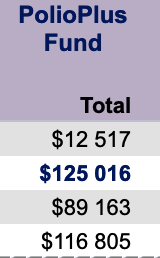 PolioPlus
Fund
Total
$12 517
$125 016
$89 163
$116 805